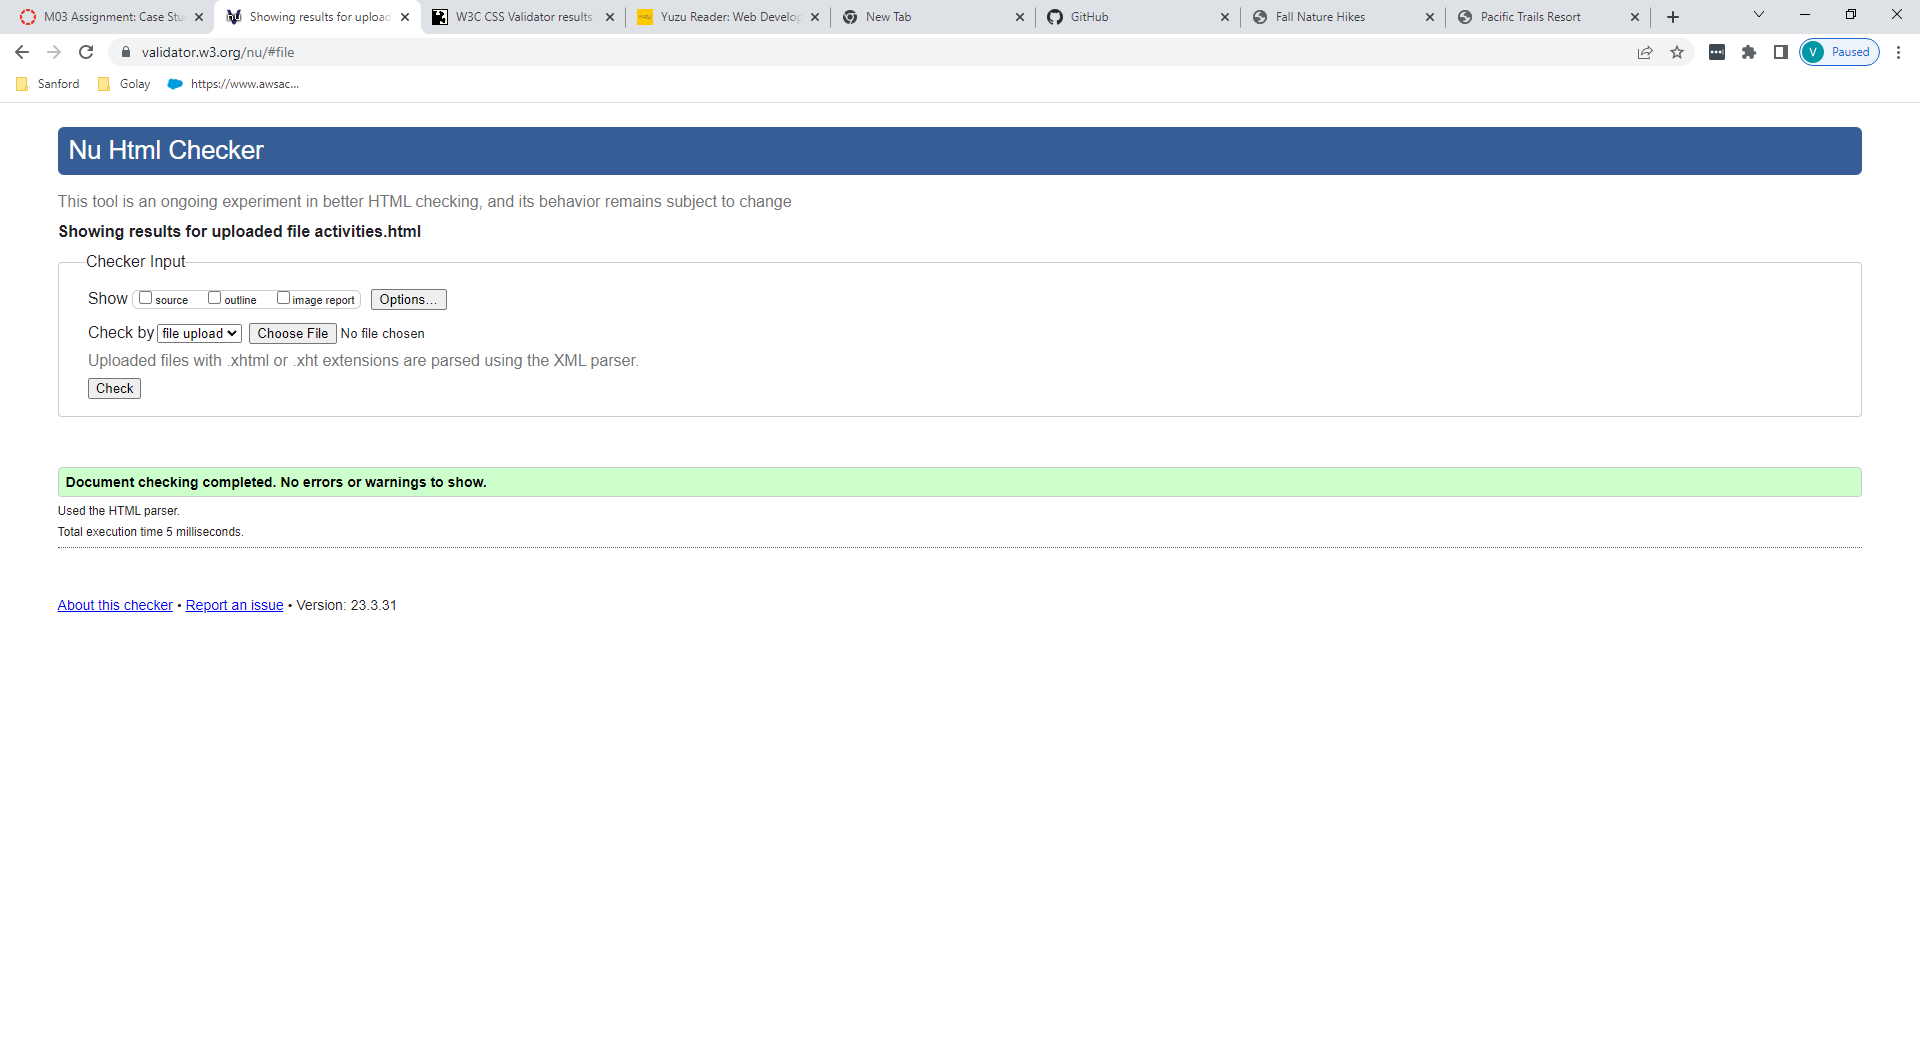 M03 Assignment: Case Stu
Showing results for upload
W3C CSS Validator results
Yuzu Reader: Web Develop
New Tab
GitHub
Fall Nature Hikes
Pacific Trails Resort
validator.w3.org/nu/#file
V Paused
Sanford
Golay
https://www.awsac...
Nu Html Checker
This tool is an ongoing experiment in better HTML checking, and its behavior remains subject to change
Showing results for uploaded file activities.html
Checker Input
Show source outline image report Options...
Check by file upload Choose File No file chosen
Uploaded files with .xhtml or .xht extensions are parsed using the XML parser.
Check
Document checking completed. No errors or warnings to show.
Used the HTML parser.
Total execution time 5 milliseconds.
About this checker • Report an issue • Version: 23.3.31